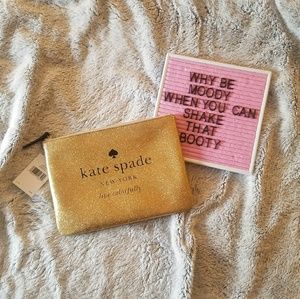 WHY BE
MOODY
WHEN YOU CAN
SHAKE
THAT
BOOTY
kate spade
NEW YORK
live colorfully